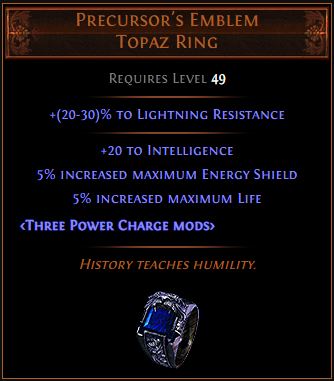 Precursor's Emblem
Topaz Ring
Requires Level 49
+(20-30)% to Lightning Resistance
+20 to Intelligence
5% increased maximum Energy Shield
5% increased maximum Life
<Three Power Charge mods>
History teaches humility.